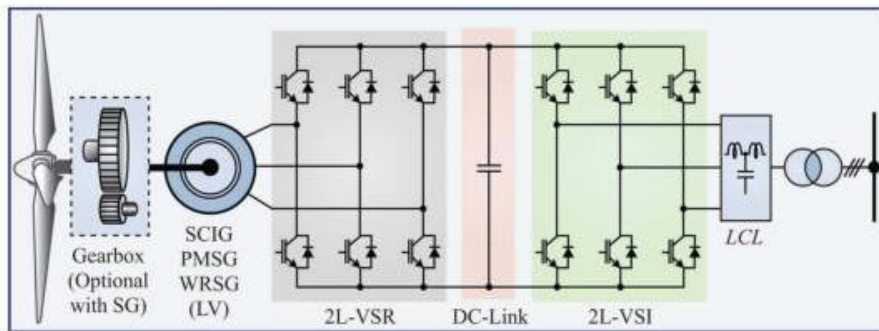 Gearbox
(Optional
with SG)
SCIG
PMSG
WRSG
(LV)
2L-VSR
DC-Link
2L-VSI
LCL